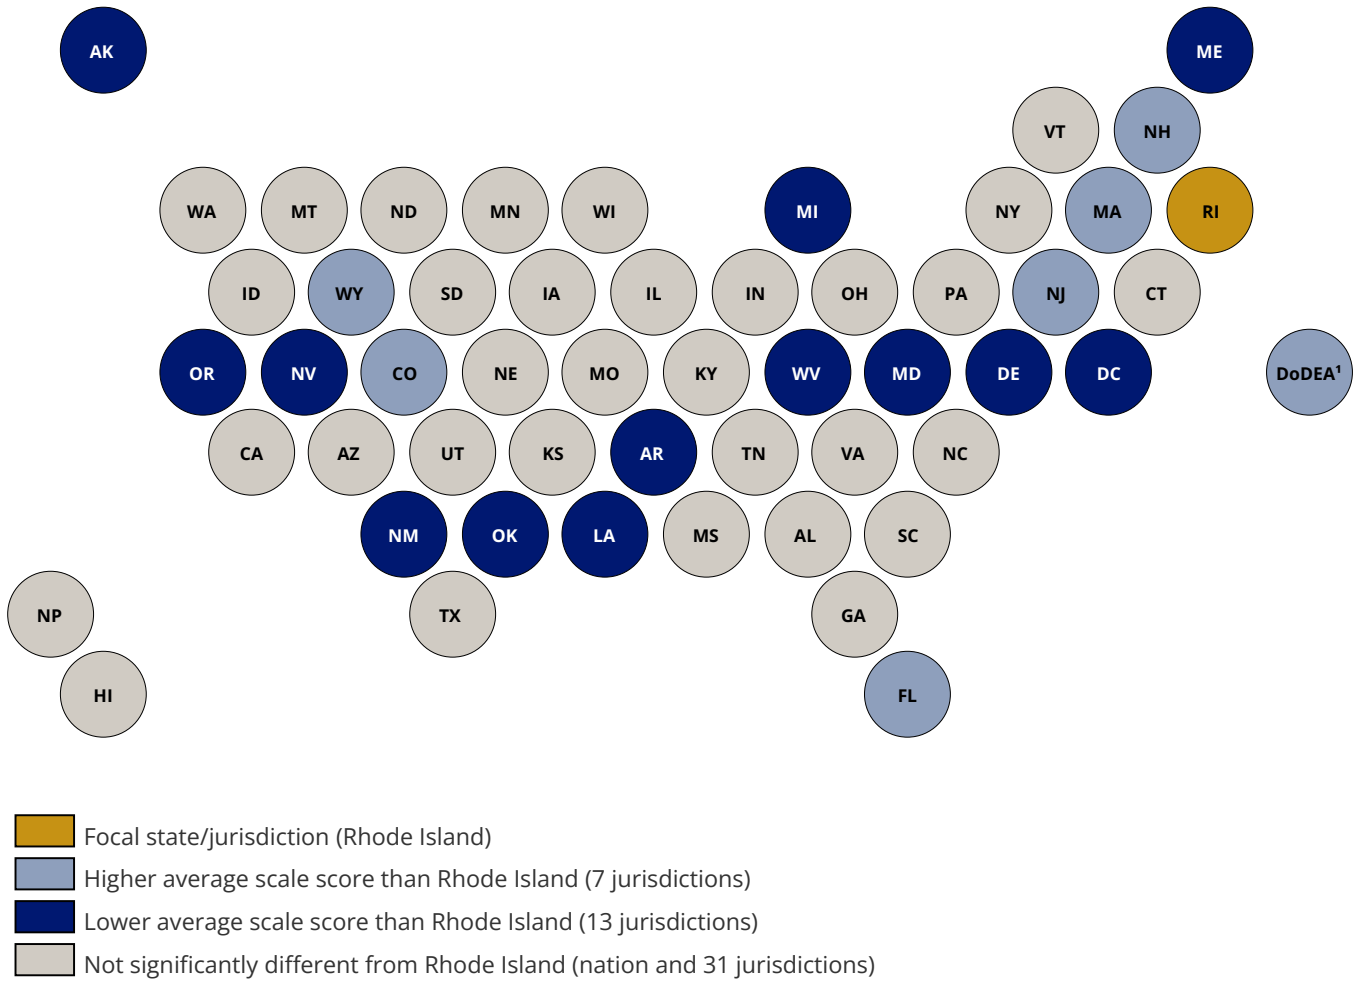 AK ME
VT NH
WA MT ND MN WI MI NY MA RI
ID WY SD IA IL IN OH PA NJ CT
OR NV CO NE MO KY WV MD DE DC DoDEA¹
CA AZ UT KS AR TN VA NC
NM OK LA MS AL SC
NP TX GA
HI FL
Focal state/jurisdiction (Rhode Island)
Higher average scale score than Rhode Island (7 jurisdictions)
Lower average scale score than Rhode Island (13 jurisdictions)
Not significantly different from Rhode Island (nation and 31 jurisdictions)